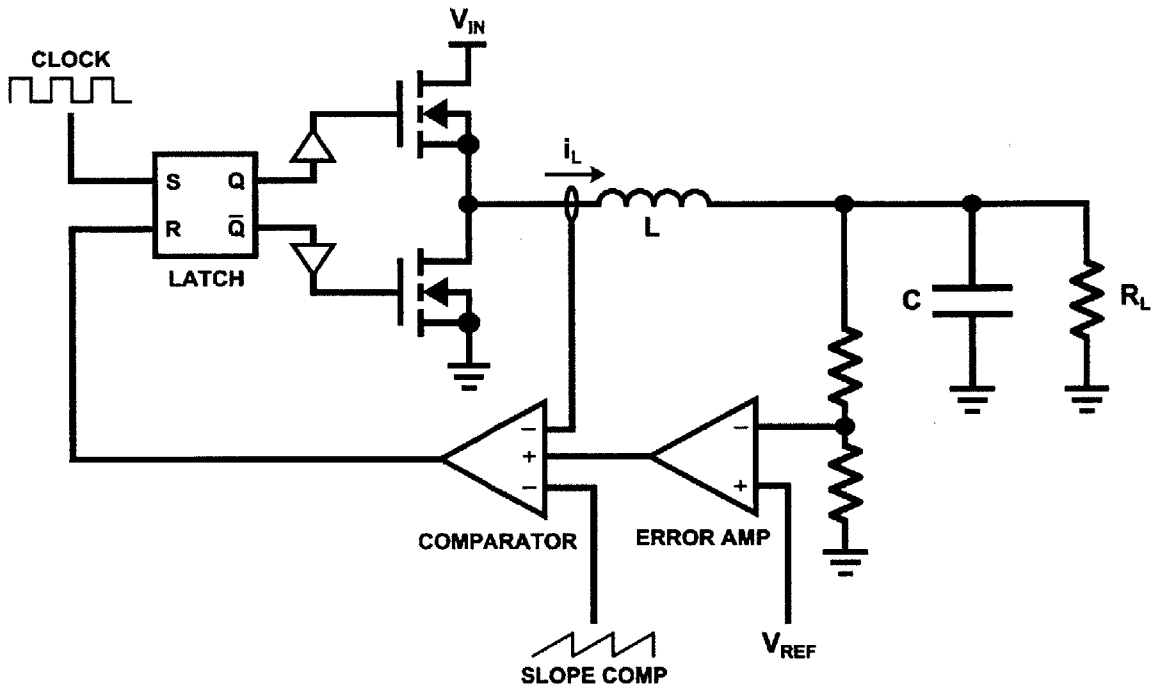 V_IN
CLOCK
S Q
R Q̅
LATCH
i_L
L
C
R_L
−
+
−
COMPARATOR
−
+
ERROR AMP
V_REF
SLOPE COMP